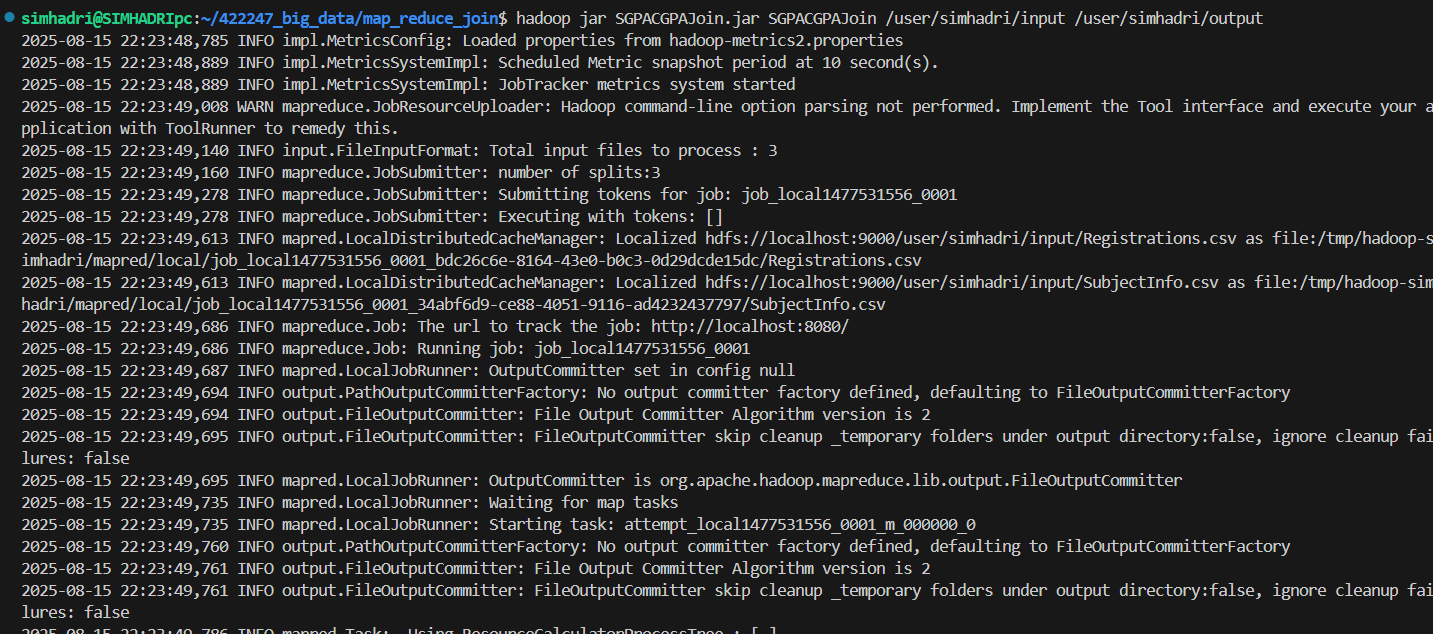 simhadri@SIMHADRIpc:~/422247_big_data/map_reduce_join$ hadoop jar SGPACGPAJoin.jar SGPACGPAJoin /user/simhadri/input /user/simhadri/output
2025-08-15 22:23:48,785 INFO impl.MetricsConfig: Loaded properties from hadoop-metrics2.properties
2025-08-15 22:23:48,889 INFO impl.MetricsSystemImpl: Scheduled Metric snapshot period at 10 second(s).
2025-08-15 22:23:48,889 INFO impl.MetricsSystemImpl: JobTracker metrics system started
2025-08-15 22:23:49,008 WARN mapreduce.JobResourceUploader: Hadoop command-line option parsing not performed. Implement the Tool interface and execute your a
pplication with ToolRunner to remedy this.
2025-08-15 22:23:49,140 INFO input.FileInputFormat: Total input files to process : 3
2025-08-15 22:23:49,160 INFO mapreduce.JobSubmitter: number of splits:3
2025-08-15 22:23:49,278 INFO mapreduce.JobSubmitter: Submitting tokens for job: job_local1477531556_0001
2025-08-15 22:23:49,278 INFO mapreduce.JobSubmitter: Executing with tokens: []
2025-08-15 22:23:49,613 INFO mapred.LocalDistributedCacheManager: Localized hdfs://localhost:9000/user/simhadri/input/Registrations.csv as file:/tmp/hadoop-s
imhadri/mapred/local/job_local1477531556_0001_bdc26c6e-8164-43e0-b0c3-0d29dcde15dc/Registrations.csv
2025-08-15 22:23:49,613 INFO mapred.LocalDistributedCacheManager: Localized hdfs://localhost:9000/user/simhadri/input/SubjectInfo.csv as file:/tmp/hadoop-sim
hadri/mapred/local/job_local1477531556_0001_34abf6d9-ce88-4051-9116-ad4232437797/SubjectInfo.csv
2025-08-15 22:23:49,686 INFO mapreduce.Job: The url to track the job: http://localhost:8080/
2025-08-15 22:23:49,686 INFO mapreduce.Job: Running job: job_local1477531556_0001
2025-08-15 22:23:49,687 INFO mapred.LocalJobRunner: OutputCommitter set in config null
2025-08-15 22:23:49,694 INFO output.PathOutputCommitterFactory: No output committer factory defined, defaulting to FileOutputCommitterFactory
2025-08-15 22:23:49,694 INFO output.FileOutputCommitter: File Output Committer Algorithm version is 2
2025-08-15 22:23:49,695 INFO output.FileOutputCommitter: FileOutputCommitter skip cleanup _temporary folders under output directory:false, ignore cleanup fai
lures: false
2025-08-15 22:23:49,695 INFO mapred.LocalJobRunner: OutputCommitter is org.apache.hadoop.mapreduce.lib.output.FileOutputCommitter
2025-08-15 22:23:49,735 INFO mapred.LocalJobRunner: Waiting for map tasks
2025-08-15 22:23:49,735 INFO mapred.LocalJobRunner: Starting task: attempt_local1477531556_0001_m_000000_0
2025-08-15 22:23:49,760 INFO output.PathOutputCommitterFactory: No output committer factory defined, defaulting to FileOutputCommitterFactory
2025-08-15 22:23:49,761 INFO output.FileOutputCommitter: File Output Committer Algorithm version is 2
2025-08-15 22:23:49,761 INFO output.FileOutputCommitter: FileOutputCommitter skip cleanup _temporary folders under output directory:false, ignore cleanup fai
lures: false
2025-08-15 22:23:49,786 INFO mapred.Task:  Using ResourceCalculatorProcessTree : [ ]